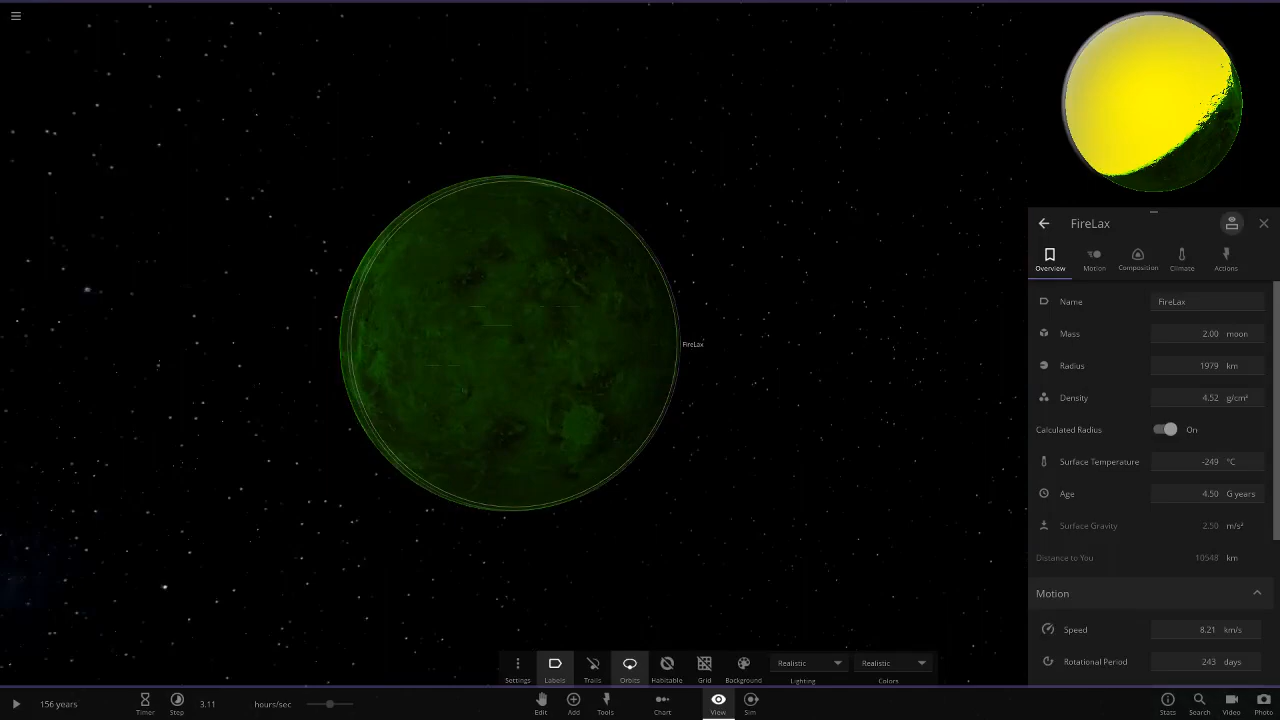 FireLax
Overview
Motion
Composition
Climate
Actions
Name FireLax
Mass 2.00 moon
Radius 1979 km
Density 4.52 g/cm³
Calculated Radius On
Surface Temperature -249 °C
Age 4.50 G years
Surface Gravity 2.50 m/s²
Distance to You 10548 km
Motion
Speed 8.21 km/s
Rotational Period 243 days
FireLax
Settings
Labels
Trails
Orbits
Habitable
Grid
Background
Realistic
Lighting
Realistic
Colors
156 years
Timer
Step
3.11 hours/sec
Edit
Add
Tools
Chart
View
Sim
Stats
Search
Video
Photo